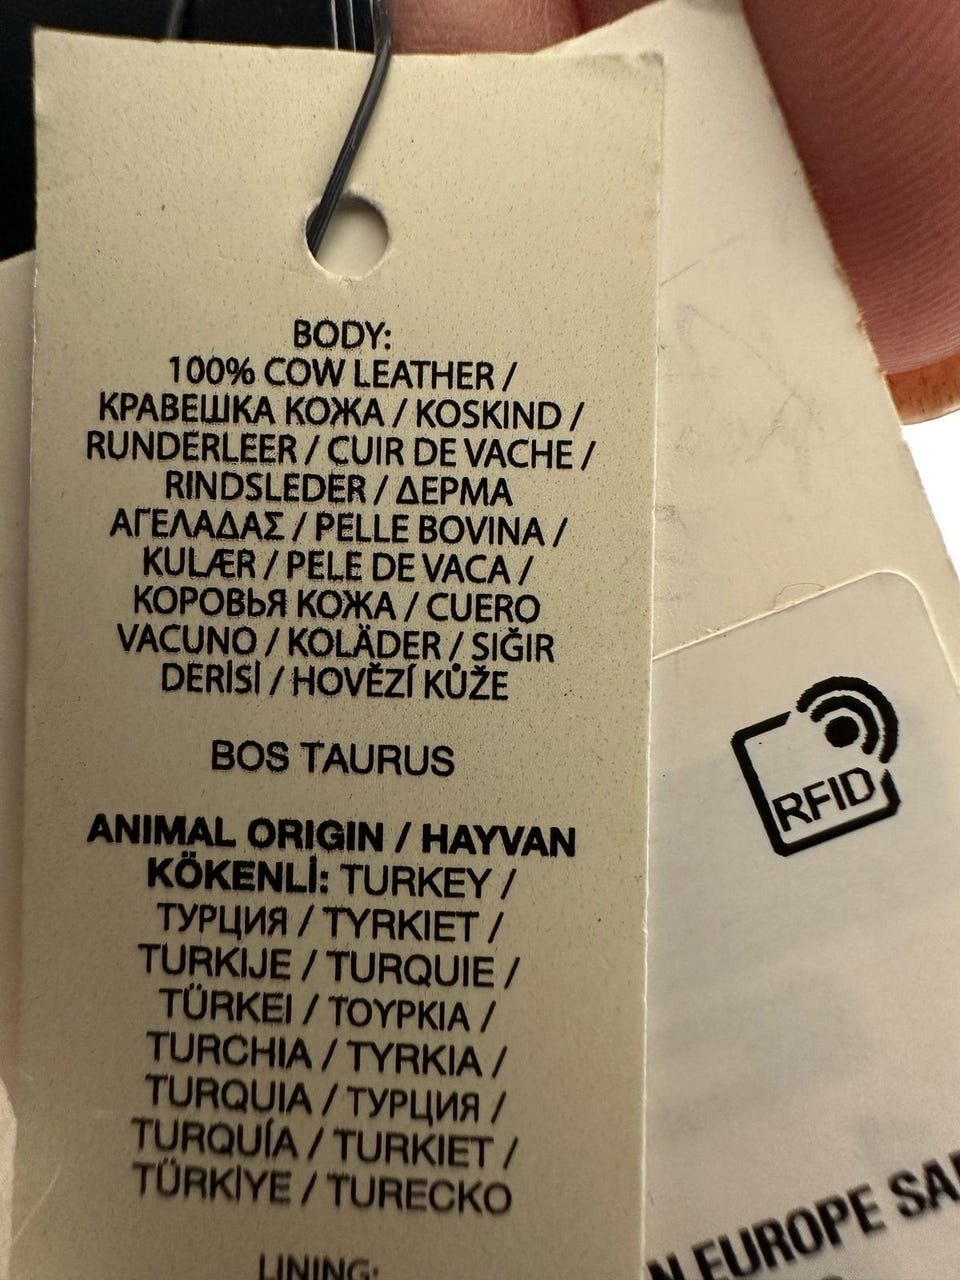 BODY:
100% COW LEATHER /
КРАВЕШКА КОЖА / KOSKIND /
RUNDERLEER / CUIR DE VACHE /
RINDSLEDER / ΔΕΡΜΑ
ΑΓΕΛΑΔΑΣ / PELLE BOVINA /
KULÆR / PELE DE VACA /
КОРОВЬЯ КОЖА / CUERO
VACUNO / KOLÄDER / SIĞIR
DERİSİ / HOVĚZÍ KŮŽE
BOS TAURUS
ANIMAL ORIGIN / HAYVAN
KÖKENLİ: TURKEY /
ТУРЦИЯ / TYRKIET /
TURKIJE / TURQUIE /
TÜRKEI / ΤΟΥΡΚΙΑ /
TURCHIA / TYRKIA /
TURQUIA / ТУРЦИЯ /
TURQUÍA / TURKIET /
TÜRKİYE / TURECKO
LINING:
RFID
EUROPE